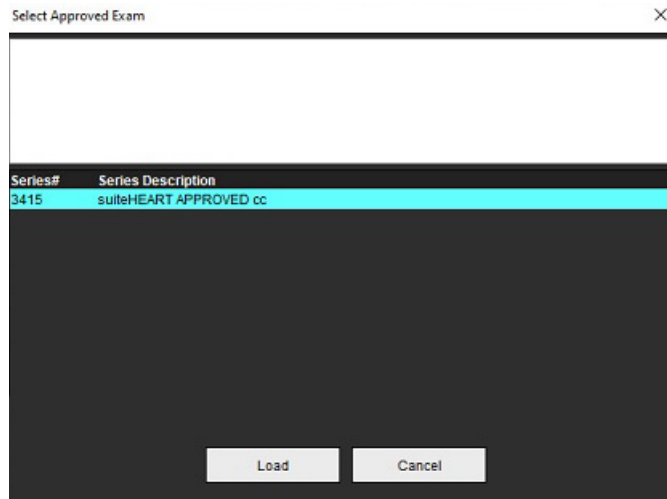 Select Approved Exam
Series# Series Description
3415 suiteHEART APPROVED cc
Load Cancel